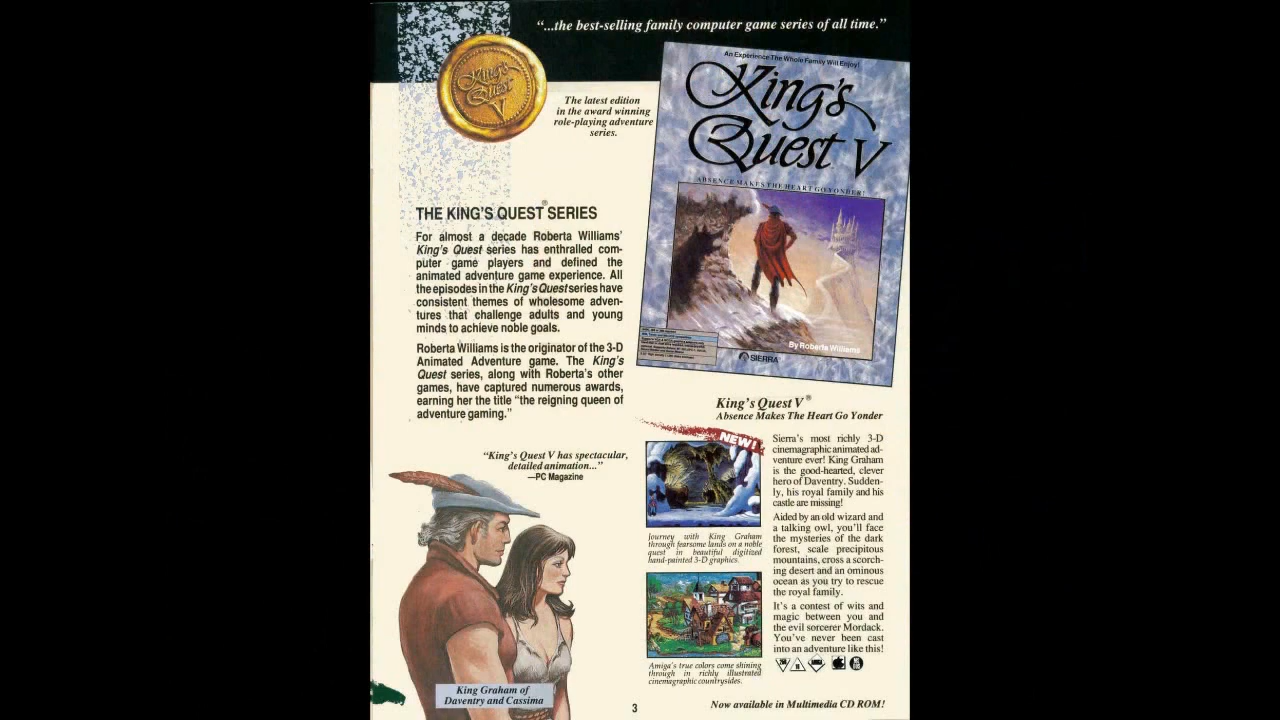 "...the best-selling family computer game series of all time."
King's
Quest
V
The latest edition
in the award winning
role-playing adventure
series.
An Experience The Whole Family Will Enjoy!
King's
Quest V
ABSENCE MAKES THE HEART GO YONDER!
By Roberta Williams
SIERRA
THE KING'S QUEST® SERIES
For almost a decade Roberta Williams'
King's Quest series has enthralled com-
puter game players and defined the
animated adventure game experience. All
the episodes in the King's Quest series have
consistent themes of wholesome adven-
tures that challenge adults and young
minds to achieve noble goals.
Roberta Williams is the originator of the 3-D
Animated Adventure game. The King's
Quest series, along with Roberta's other
games, have captured numerous awards,
earning her the title "the reigning queen of
adventure gaming."
"King's Quest V has spectacular,
detailed animation..."
—PC Magazine
King Graham of
Daventry and Cassima
King's Quest V®
Absence Makes The Heart Go Yonder
NEW!
Journey with King Graham
through fearsome lands on a noble
quest in beautiful digitized
hand-painted 3-D graphics.
Amiga's true colors come shining
through in richly illustrated
cinemagraphic countrysides.
Sierra's most richly 3-D
cinemagraphic animated ad-
venture ever! King Graham
is the good-hearted, clever
hero of Daventry. Sudden-
ly, his royal family and his
castle are missing!
Aided by an old wizard and
a talking owl, you'll face
the mysteries of the dark
forest, scale precipitous
mountains, cross a scorch-
ing desert and an ominous
ocean as you try to rescue
the royal family.
It's a contest of wits and
magic between you and
the evil sorcerer Mordack.
You've never been cast
into an adventure like this!
3
Now available in Multimedia CD ROM!